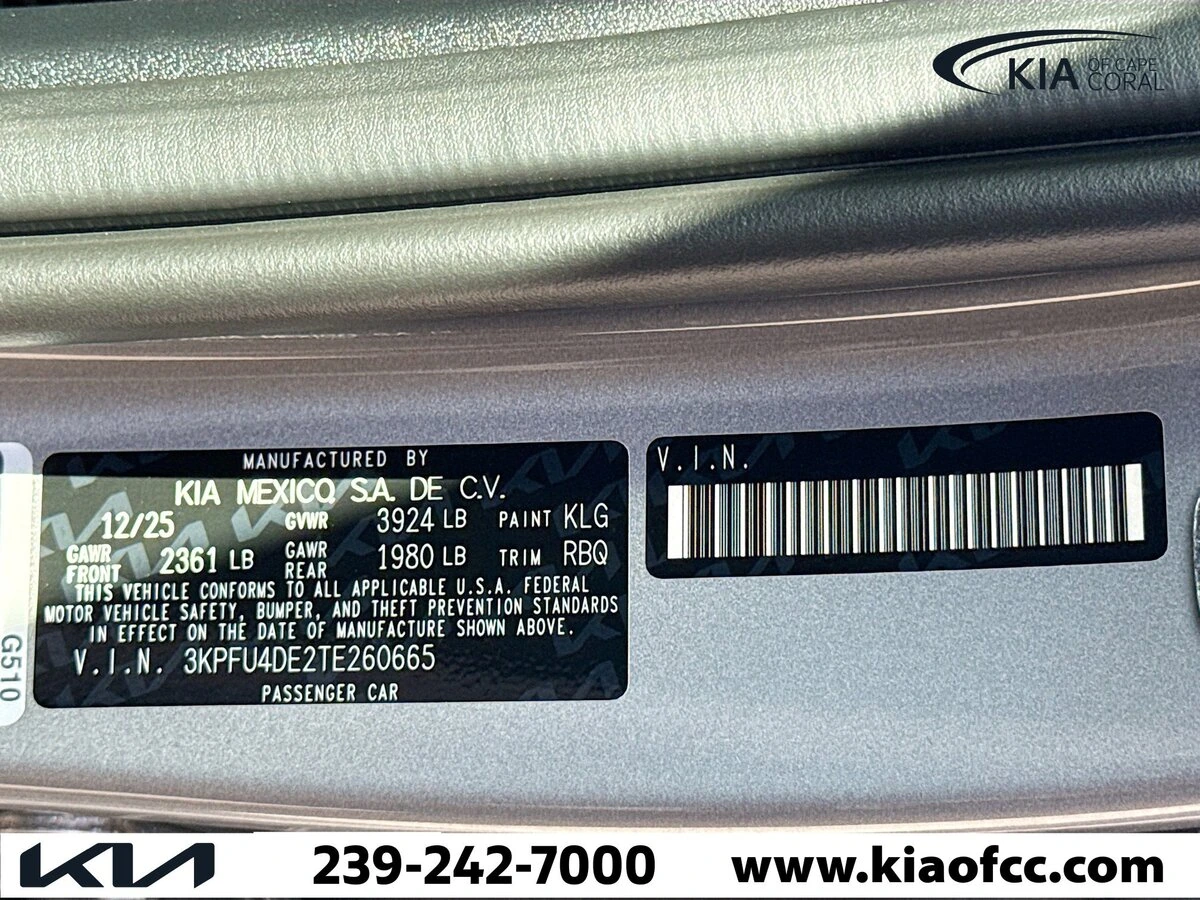 KIA OF CAPE CORAL
MANUFACTURED BY
KIA MEXICO, S.A. DE C.V.
12/25 GVWR 3924 LB PAINT KLG
GAWR FRONT 2361 LB GAWR REAR 1980 LB TRIM RBQ
THIS VEHICLE CONFORMS TO ALL APPLICABLE U.S.A. FEDERAL
MOTOR VEHICLE SAFETY, BUMPER, AND THEFT PREVENTION STANDARDS
IN EFFECT ON THE DATE OF MANUFACTURE SHOWN ABOVE.
V.I.N. 3KPFU4DE2TE260665
PASSENGER CAR
V.I.N.
G510
KIA 239-242-7000 www.kiaofcc.com